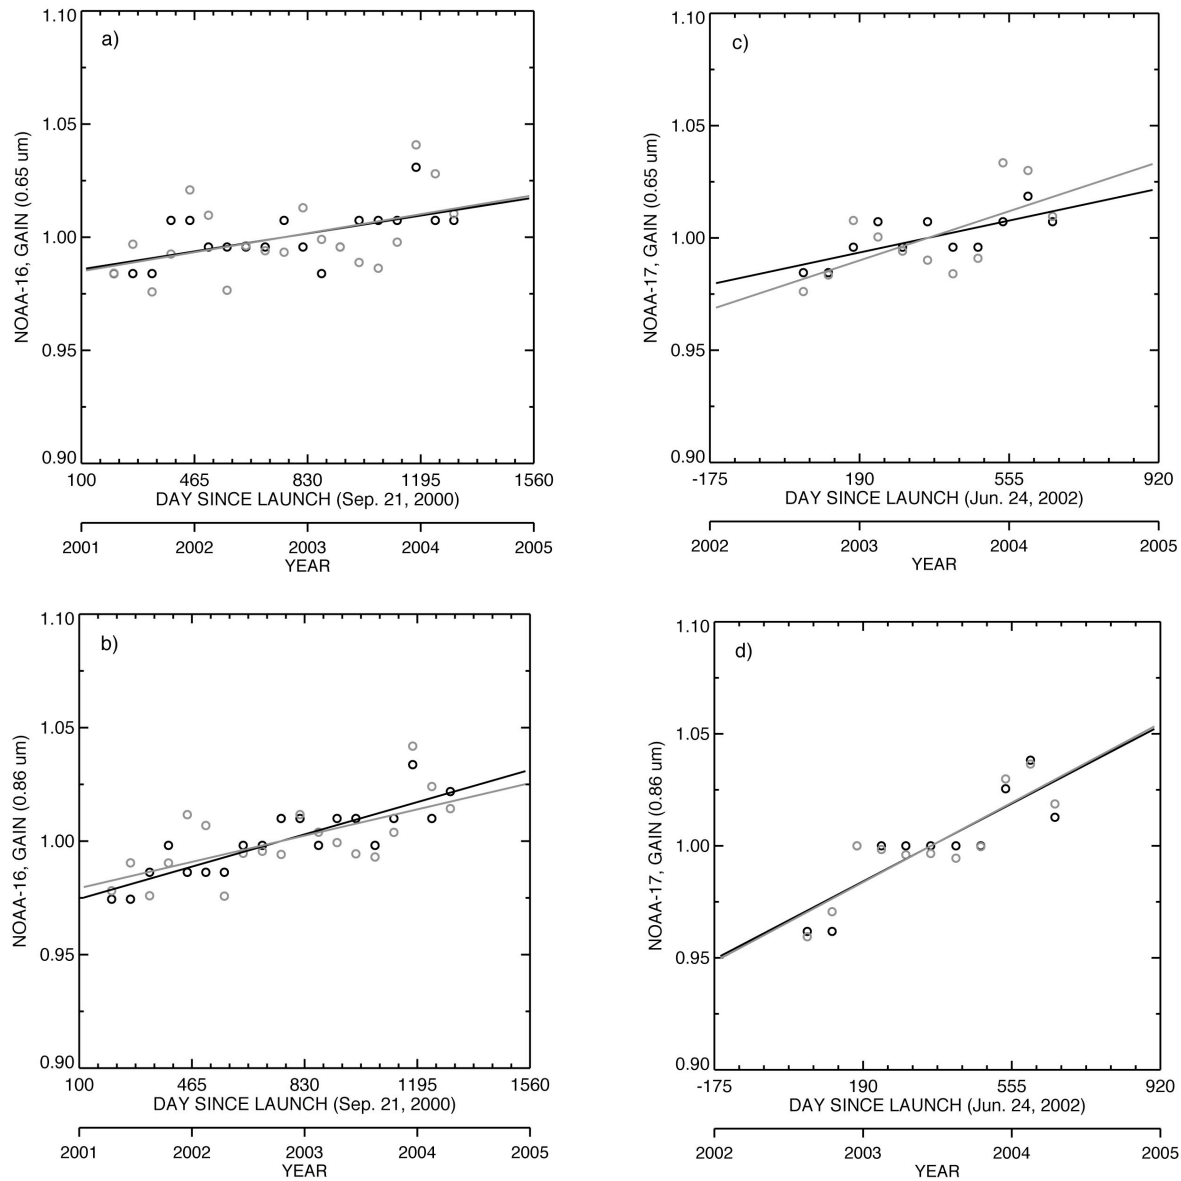 a)
NOAA-16, GAIN (0.65 um)
1.10
1.05
1.00
0.95
0.90
100 465 830 1195 1560
DAY SINCE LAUNCH (Sep. 21, 2000)
2001 2002 2003 2004 2005
YEAR
c)
NOAA-17, GAIN (0.65 um)
1.10
1.05
1.00
0.95
0.90
-175 190 555 920
DAY SINCE LAUNCH (Jun. 24, 2002)
2002 2003 2004 2005
YEAR
b)
NOAA-16, GAIN (0.86 um)
1.10
1.05
1.00
0.95
0.90
100 465 830 1195 1560
DAY SINCE LAUNCH (Sep. 21, 2000)
2001 2002 2003 2004 2005
YEAR
d)
NOAA-17, GAIN (0.86 um)
1.10
1.05
1.00
0.95
0.90
-175 190 555 920
DAY SINCE LAUNCH (Jun. 24, 2002)
2002 2003 2004 2005
YEAR